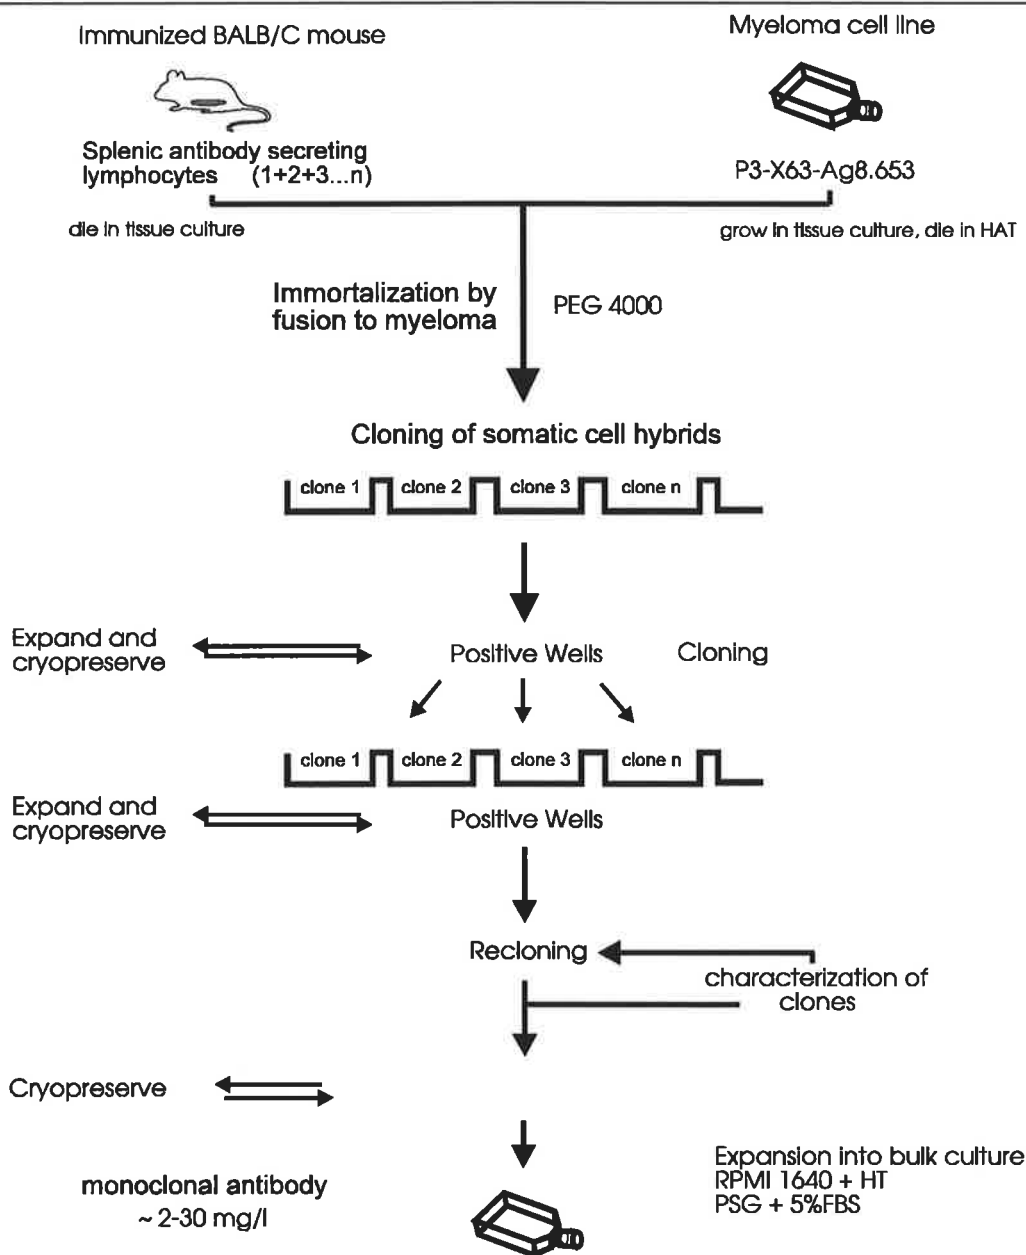 Immunized BALB/C mouse
Myeloma cell line
Splenic antibody secreting
lymphocytes (1+2+3...n)
P3-X63-Ag8.653
die in tissue culture
grow in tissue culture, die in HAT
Immortalization by
fusion to myeloma
PEG 4000
Cloning of somatic cell hybrids
clone 1 clone 2 clone 3 clone n
Expand and
cryopreserve
Positive Wells
Cloning
clone 1 clone 2 clone 3 clone n
Expand and
cryopreserve
Positive Wells
Recloning
characterization of
clones
Cryopreserve
Expansion into bulk culture
RPMI 1640 + HT
PSG + 5%FBS
monoclonal antibody
~ 2-30 mg/l